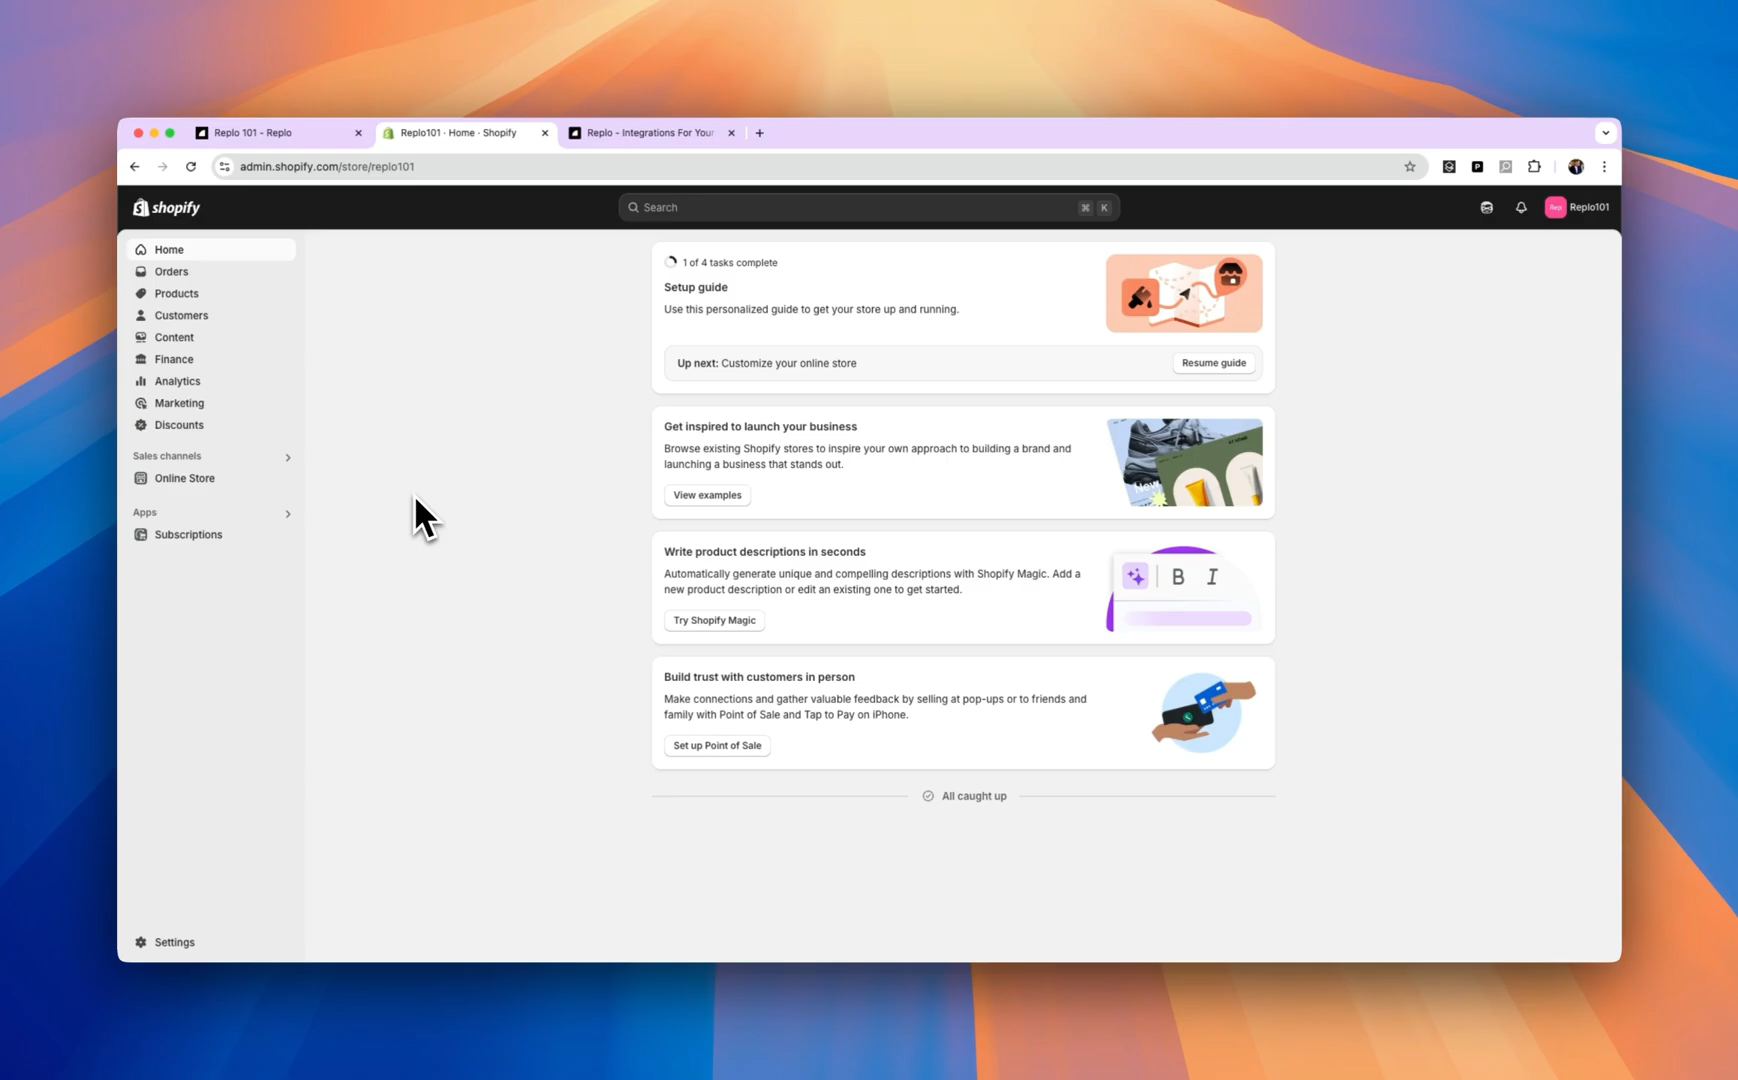 Replo 101 - Replo
Replo101 · Home · Shopify
Replo - Integrations For Your
admin.shopify.com/store/replo101
shopify
Search
⌘ K
Rep
Replo101
Home
Orders
Products
Customers
Content
Finance
Analytics
Marketing
Discounts
Sales channels
Online Store
Apps
Subscriptions
Settings
1 of 4 tasks complete
Setup guide
Use this personalized guide to get your store up and running.
Up next: Customize your online store
Resume guide
Get inspired to launch your business
Browse existing Shopify stores to inspire your own approach to building a brand and
launching a business that stands out.
View examples
New
Write product descriptions in seconds
Automatically generate unique and compelling descriptions with Shopify Magic. Add a
new product description or edit an existing one to get started.
Try Shopify Magic
B I
Build trust with customers in person
Make connections and gather valuable feedback by selling at pop-ups or to friends and
family with Point of Sale and Tap to Pay on iPhone.
Set up Point of Sale
All caught up